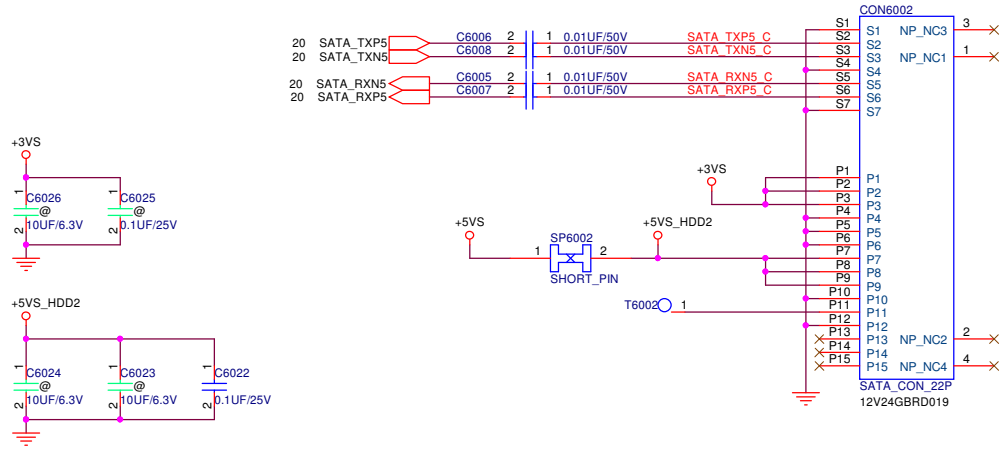 CON6002
20 SATA_TXP5 C6006 2 1 0.01UF/50V SATA_TXP5_C
20 SATA_TXN5 C6008 2 1 0.01UF/50V SATA_TXN5_C
20 SATA_RXN5 C6005 2 1 0.01UF/50V SATA_RXN5_C
20 SATA_RXP5 C6007 2 1 0.01UF/50V SATA_RXP5_C
S1 S1 NP_NC3 3
S2 S2
S3 S3 NP_NC1 1
S4 S4
S5 S5
S6 S6
S7 S7
+3VS
1 C6026 1 C6025
@ @
2 10UF/6.3V 2 0.1UF/25V
+3VS
P1 P1
P2 P2
P3 P3
P4 P4
P5 P5
P6 P6
P7 P7
P8 P8
P9 P9
P10 P10
P11 P11
P12 P12
P13 P13 NP_NC2 2
P14 P14
P15 P15 NP_NC4 4
+5VS +5VS_HDD2
SP6002
1 2
SHORT_PIN
T6002 1
+5VS_HDD2
1 C6024 1 C6023 1 C6022
@ @
2 10UF/6.3V 2 10UF/6.3V 2 0.1UF/25V
SATA_CON_22P
12V24GBRD019